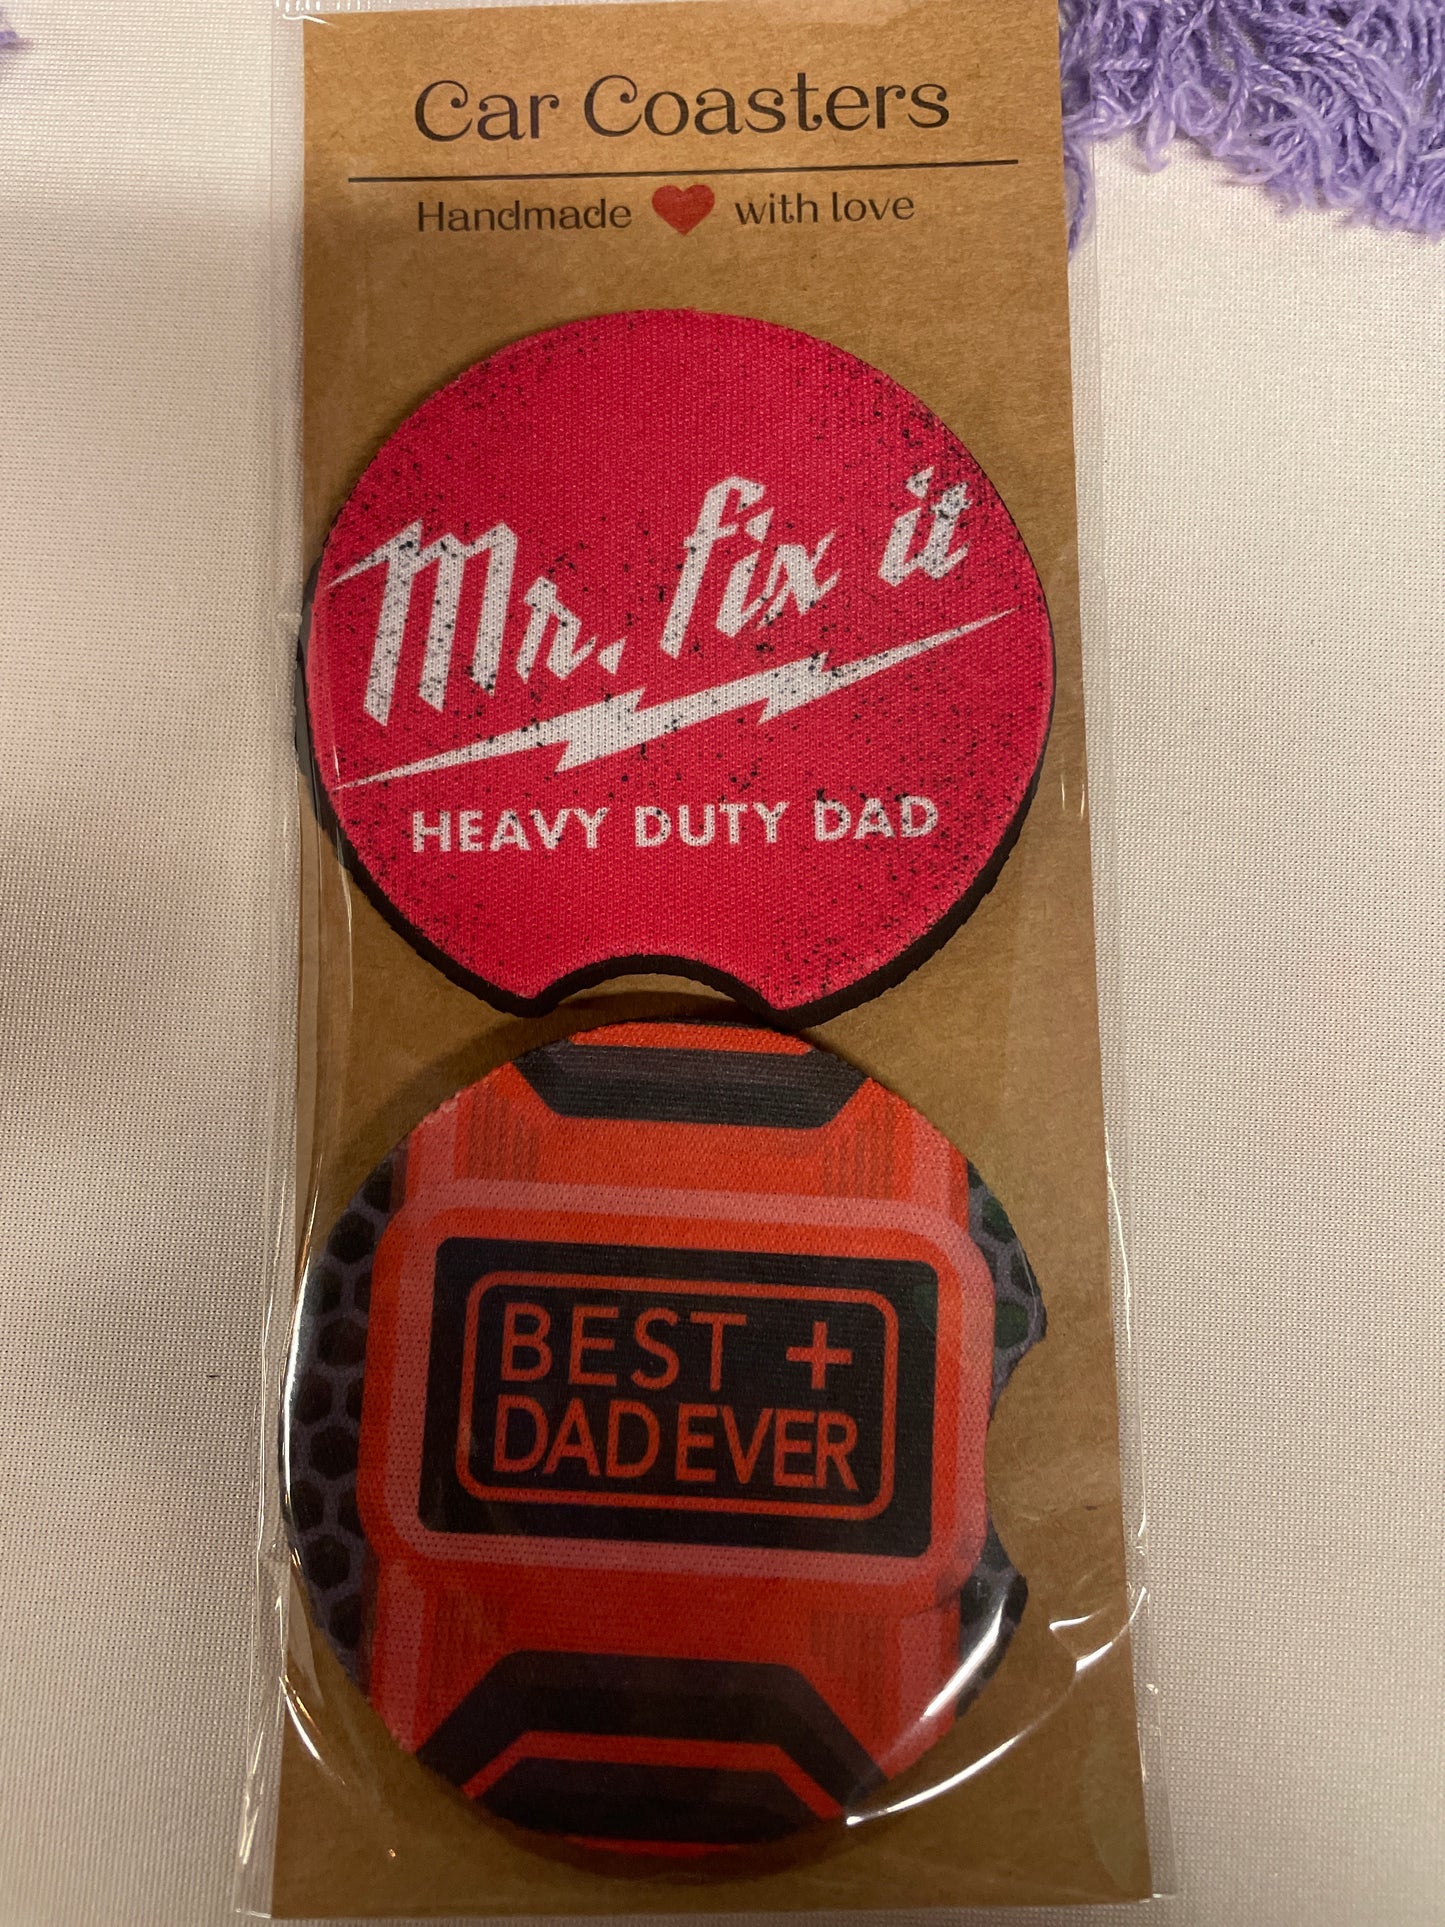 Car Coasters
Handmade ❤ with love
Mr. fix it
HEAVY DUTY DAD
BEST +
DAD EVER